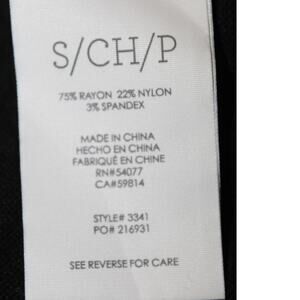 S/CH/P
75% RAYON 22% NYLON
3% SPANDEX
MADE IN CHINA
HECHO EN CHINA
FABRIQUÉ EN CHINE
RN#54077
CA#59814
STYLE# 3341
PO# 216931
SEE REVERSE FOR CARE